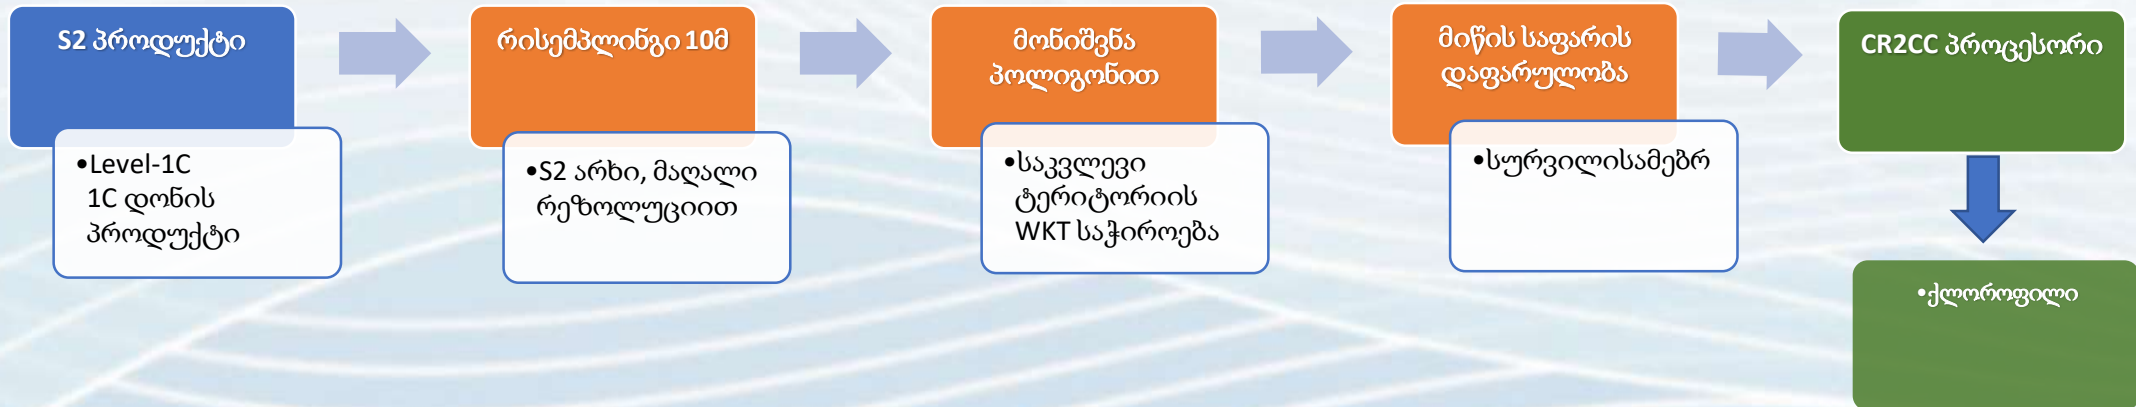 S2 პროდუქტი
•Level-1C
1C დონის
პროდუქტი
რისემპლინგი 10მ
•S2 არხი, მაღალი
რეზოლუციით
მონიშვნა
პოლიგონით
•საკვლევი
ტერიტორიის
WKT საჭიროება
მიწის საფარის
დაფარულობა
•სურვილისამებრ
CR2CC პროცესორი
•ქლოროფილი